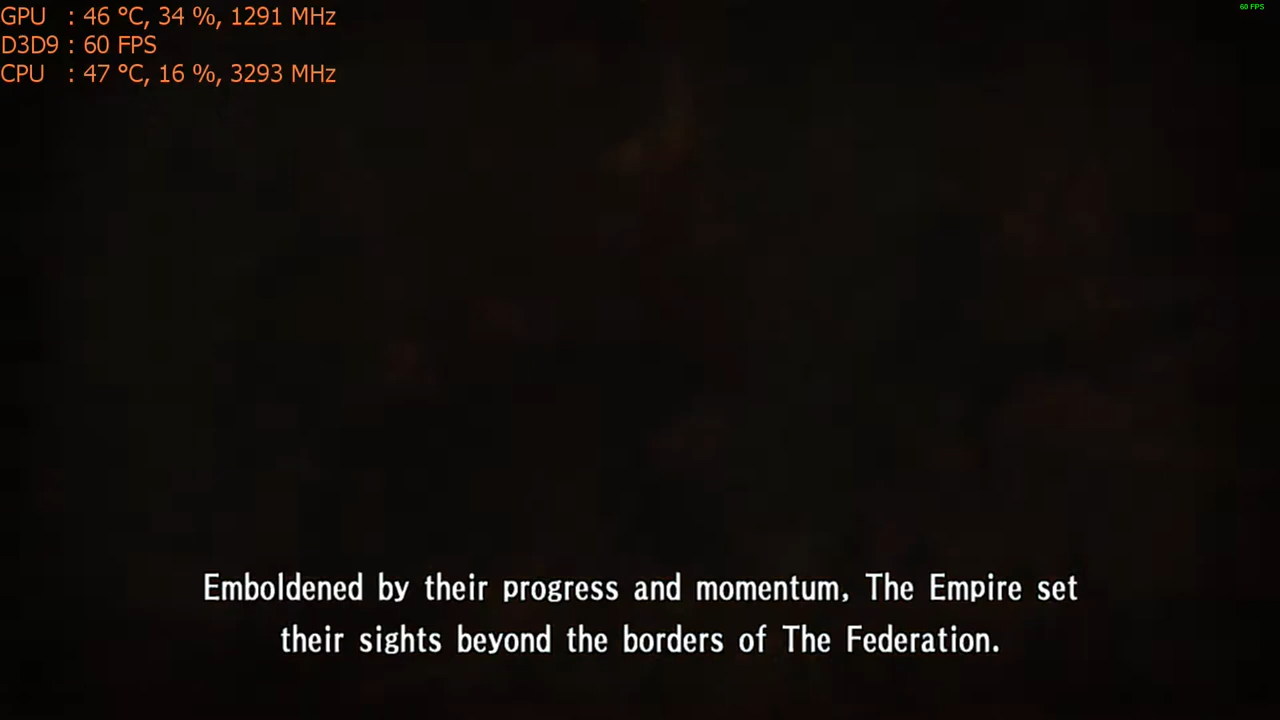 GPU : 46 °C, 34 %, 1291 MHz
60 FPS
D3D9 : 60 FPS
CPU : 47 °C, 16 %, 3293 MHz
Emboldened by their progress and momentum, The Empire set
their sights beyond the borders of The Federation.